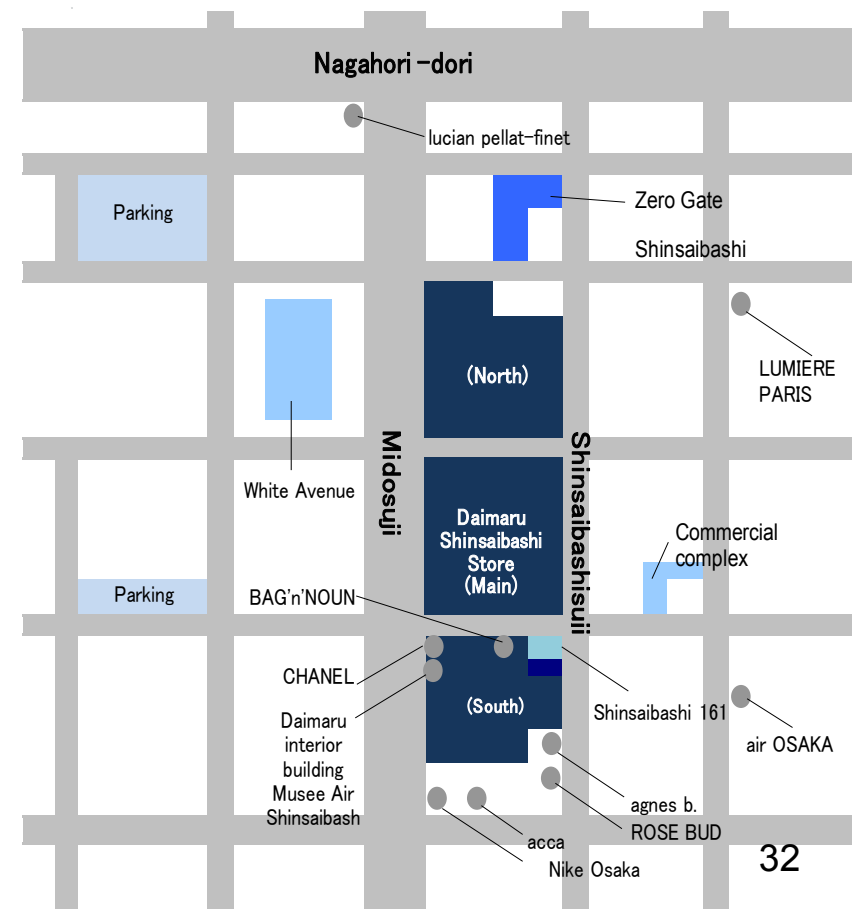 Nagahori -dori
lucian pellat-finet
Parking
Zero Gate
Shinsaibashi
(North)
LUMIERE
PARIS
Midosuji
Shinsaibashisuji
White Avenue
Daimaru
Shinsaibashi
Store
(Main)
Commercial
complex
Parking
BAG'n'NOUN
CHANEL
(South)
Shinsaibashi 161
Daimaru
interior
building
Musee Air
Shinsaibash
air OSAKA
agnes b.
ROSE BUD
acca
Nike Osaka
32